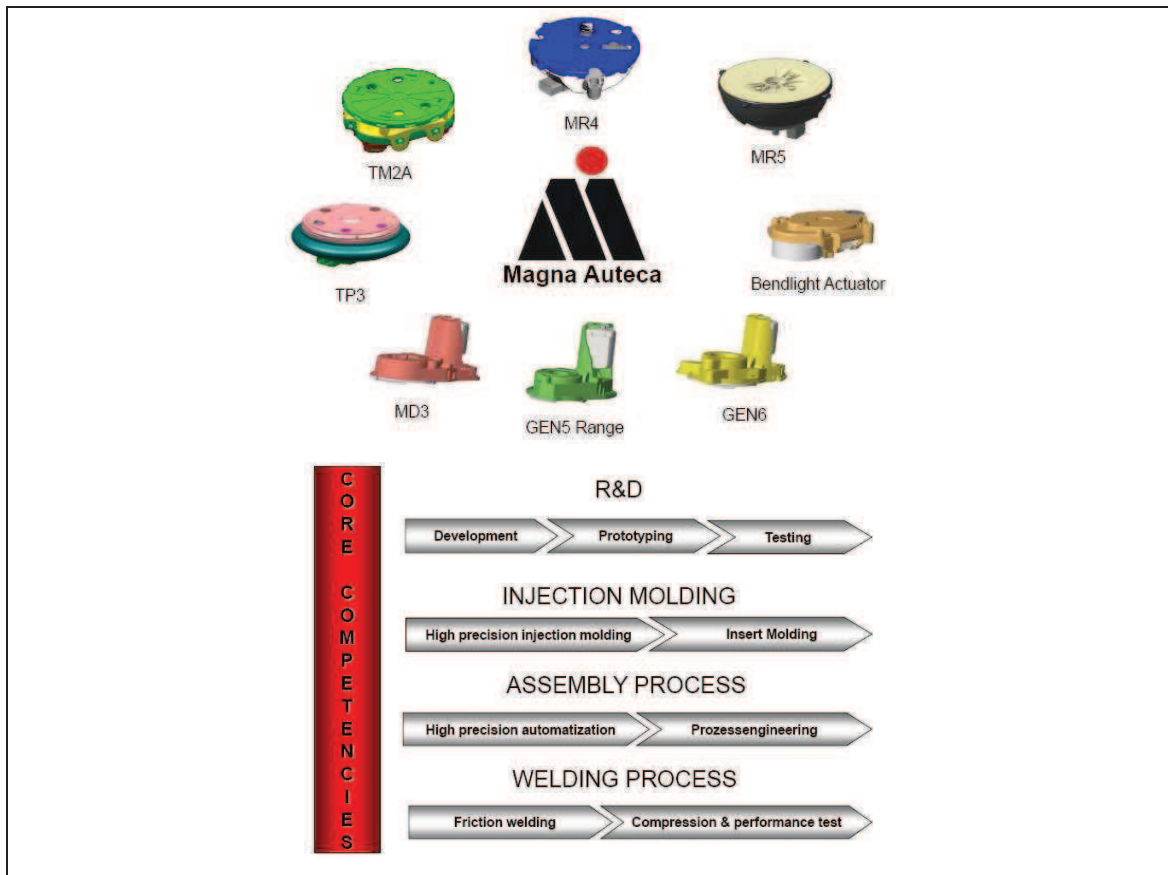 MR4
TM2A
MR5
Magna Auteca
TP3
Bendlight Actuator
MD3
GEN5 Range
GEN6
CORE COMPETENCIES
R&D
Development
Prototyping
Testing
INJECTION MOLDING
High precision injection molding
Insert Molding
ASSEMBLY PROCESS
High precision automatization
Prozessengineering
WELDING PROCESS
Friction welding
Compression & performance test